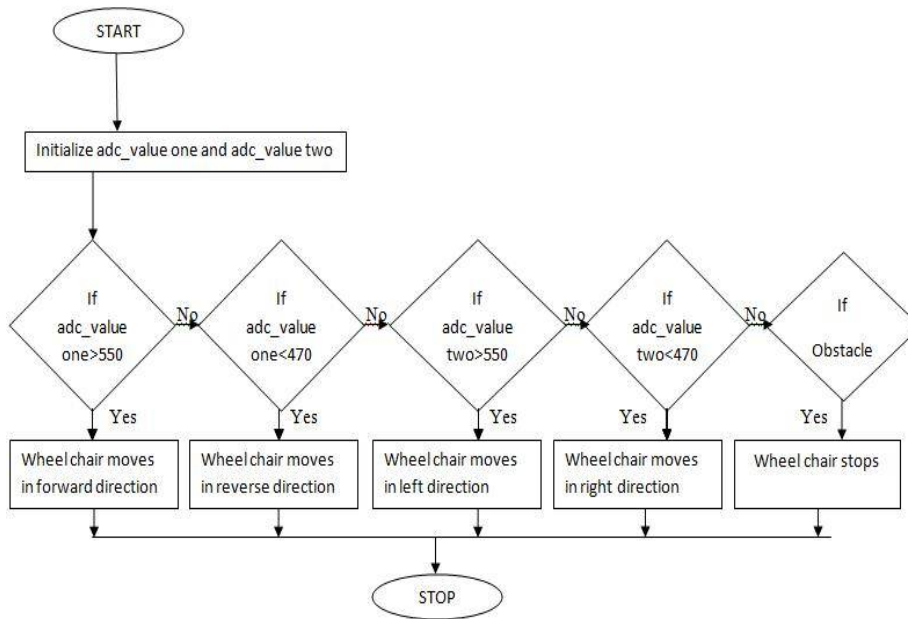 START
Initialize adc_value one and adc_value two
If
adc_value
one>550
No
If
adc_value
one<470
No
If
adc_value
two>550
No
If
adc_value
two<470
No
If
Obstacle
Yes
Yes
Yes
Yes
Yes
Wheel chair moves
in forward direction
Wheel chair moves
in reverse direction
Wheel chair moves
in left direction
Wheel chair moves
in right direction
Wheel chair stops
STOP